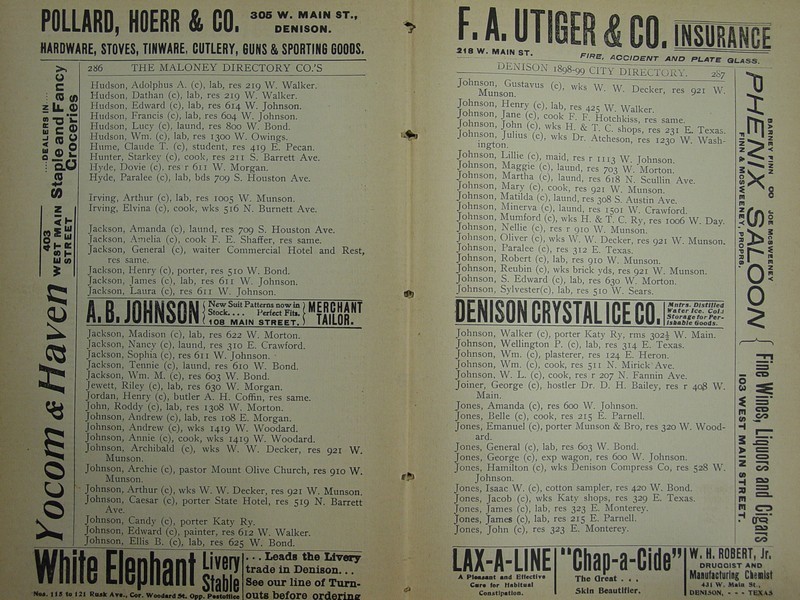 POLLARD, HOERR & CO. 305 W. MAIN ST., DENISON.
HARDWARE, STOVES, TINWARE, CUTLERY, GUNS & SPORTING GOODS.
286 THE MALONEY DIRECTORY CO.'S
Hudson, Adolphus A. (c), lab, res 219 W. Walker.
Hudson, Dathan (c), lab, res 219 W. Walker.
Hudson, Edward (c), res 614 W. Johnson.
Hudson, Francis (c), res 604 W. Johnson.
Hudson, Lucy (c), laund, res 800 W. Bond.
Hudson, Wm. (c), lab, res 1300 W. Owings.
Hume, Claude T. (c), student, res 419 E. Pecan.
Hunter, Starkey (c), cook, res 211 S. Barrett Ave.
Hyde, Dovie (c), res r 611 W. Morgan.
Hyde, Paralee (c), lab, bds 709 S. Houston Ave.
Irving, Arthur (c), lab, res 1005 W. Munson.
Irving, Elvina (c), cook, wks 516 N. Burnett Ave.
Jackson, Amanda (c), laund, res 709 S. Houston Ave.
Jackson, Amelia (c), cook F. E. Shaffer, res same.
Jackson, General (c), waiter Commercial Hotel and Rest,
res same.
Jackson, Henry (c), porter, res 510 W. Bond.
Jackson, James (c), lab, res 611 W. Johnson.
Jackson, Laura (c), res 611 W. Johnson.
A. B. JOHNSON New Suit Patterns now in Stock.... Perfect Fits. 108 MAIN STREET, MERCHANT TAILOR.
Jackson, Madison (c), lab, res 622 W. Morton.
Jackson, Nancy (c), laund, res 310 E. Crawford.
Jackson, Sophia (c), res 611 W. Johnson.
Jackson, Tennie (c), laund, res 610 W. Bond.
Jackson, Wm. M. (c), res 603 W. Bond.
Jewett, Riley (c), lab, res 630 W. Morgan.
Jordan, Henry (c), butler A. H. Coffin, res same.
John, Roddy (c), lab, res 1308 W. Morton.
Johnson, Andrew (c), lab, res 108 E. Morgan.
Johnson, Andrew (c), wks 1419 W. Woodard.
Johnson, Annie (c), cook, wks 1419 W. Woodard.
Johnson, Archibald (c), wks W. W. Decker, res 921 W.
Munson.
Johnson, Archie (c), pastor Mount Olive Church, res 910 W.
Munson.
Johnson, Arthur (c), wks W. W. Decker, res 921 W. Munson.
Johnson, Caesar (c), porter State Hotel, res 519 N. Barrett
Ave.
Johnson, Candy (c), porter Katy Ry.
Johnson, Edward (c), painter, res 612 W. Walker.
Johnson, Ellis B. (c), lab, res 625 W. Bond.
Yocom & Haven
403 WEST MAIN STREET
...DEALERS IN...
Staple and Fancy Groceries
White Elephant Livery Stable
Nos. 115 to 121 Rusk Ave., Cor. Woodard St. Opp. Postoffice
...Leads the Livery
trade in Denison...
See our line of Turn-
outs before ordering
F. A. UTIGER & CO. INSURANCE
218 W. MAIN ST. FIRE, ACCIDENT AND PLATE GLASS.
DENISON 1898-99 CITY DIRECTORY. 287
Johnson, Gustavus (c), wks W. W. Decker, res 921 W.
Munson.
Johnson, Henry (c), lab, res 425 W. Walker.
Johnson, Jane (c), cook F. F. Hotchkiss, res same.
Johnson, John (c), wks H. & T. C. shops, res 231 E. Texas.
Johnson, Julius (c), wks Dr. Atcheson, res 1230 W. Wash-
ington.
Johnson, Lillie (c), maid, res r 1113 W. Johnson.
Johnson, Maggie (c), laund, res 703 W. Morton.
Johnson, Martha (c), laund, res 618 N. Scullin Ave.
Johnson, Mary (c), cook, res 921 W. Munson.
Johnson, Matilda (c), laund, res 308 S. Austin Ave.
Johnson, Minerva (c), laund, res 1501 W. Crawford.
Johnson, Mumford (c), wks H. & T. C. Ry, res 1006 W. Day.
Johnson, Nellie (c), res r 910 W. Munson.
Johnson, Oliver (c), wks W. W. Decker, res 921 W. Munson.
Johnson, Paralee (c), res 312 E. Texas.
Johnson, Robert (c), lab, res 910 W. Munson.
Johnson, Reubin (c), wks brick yds, res 921 W. Munson.
Johnson, S. Edward (c), lab, res 630 W. Morton.
Johnson, Sylvester(c), lab, res 510 W. Sears.
DENISON CRYSTAL ICE CO. Mnfrs. Distilled Water Ice. Cold Storage for Perishable Goods.
Johnson, Walker (c), porter Katy Ry, rms 302½ W. Main.
Johnson, Wellington P. (c), lab, res 314 E. Texas.
Johnson, Wm. (c), plasterer, res 124 E. Heron.
Johnson, Wm. (c), cook, res 511 N. Mirick Ave.
Johnson, W. L. (c), cook, res r 207 N. Fannin Ave.
Joiner, George (c), hostler Dr. D. H. Bailey, res r 408 W.
Main.
Jones, Amanda (c), res 600 W. Johnson.
Jones, Belle (c), cook, res 215 E. Parnell.
Jones, Emanuel (c), porter Munson & Bro, res 320 W. Wood-
ard.
Jones, General (c), lab, res 603 W. Bond.
Jones, George (c), exp wagon, res 600 W. Johnson.
Jones, Hamilton (c), wks Denison Compress Co, res 528 W.
Johnson.
Jones, Isaac W. (c), cotton sampler, res 420 W. Bond.
Jones, Jacob (c), wks Katy shops, res 329 E. Texas.
Jones, James (c), lab, res 323 E. Monterey.
Jones, James (c), lab, res 215 E. Parnell.
Jones, John (c), res 323 E. Monterey.
PHENIX SALOON
BARNEY FINN JOE McSWEENEY
FINN & McSWEENEY, PROPRS.
Fine Wines, Liquors and Cigars
103 WEST MAIN STREET.
LAX-A-LINE
A Pleasant and Effective
Cure for Habitual
Constipation.
"Chap-a-Cide"
The Great . . .
Skin Beautifier.
W. H. ROBERT, Jr.
DRUGGIST AND
Manufacturing Chemist
431 W. Main St.,
DENISON, - - - TEXAS